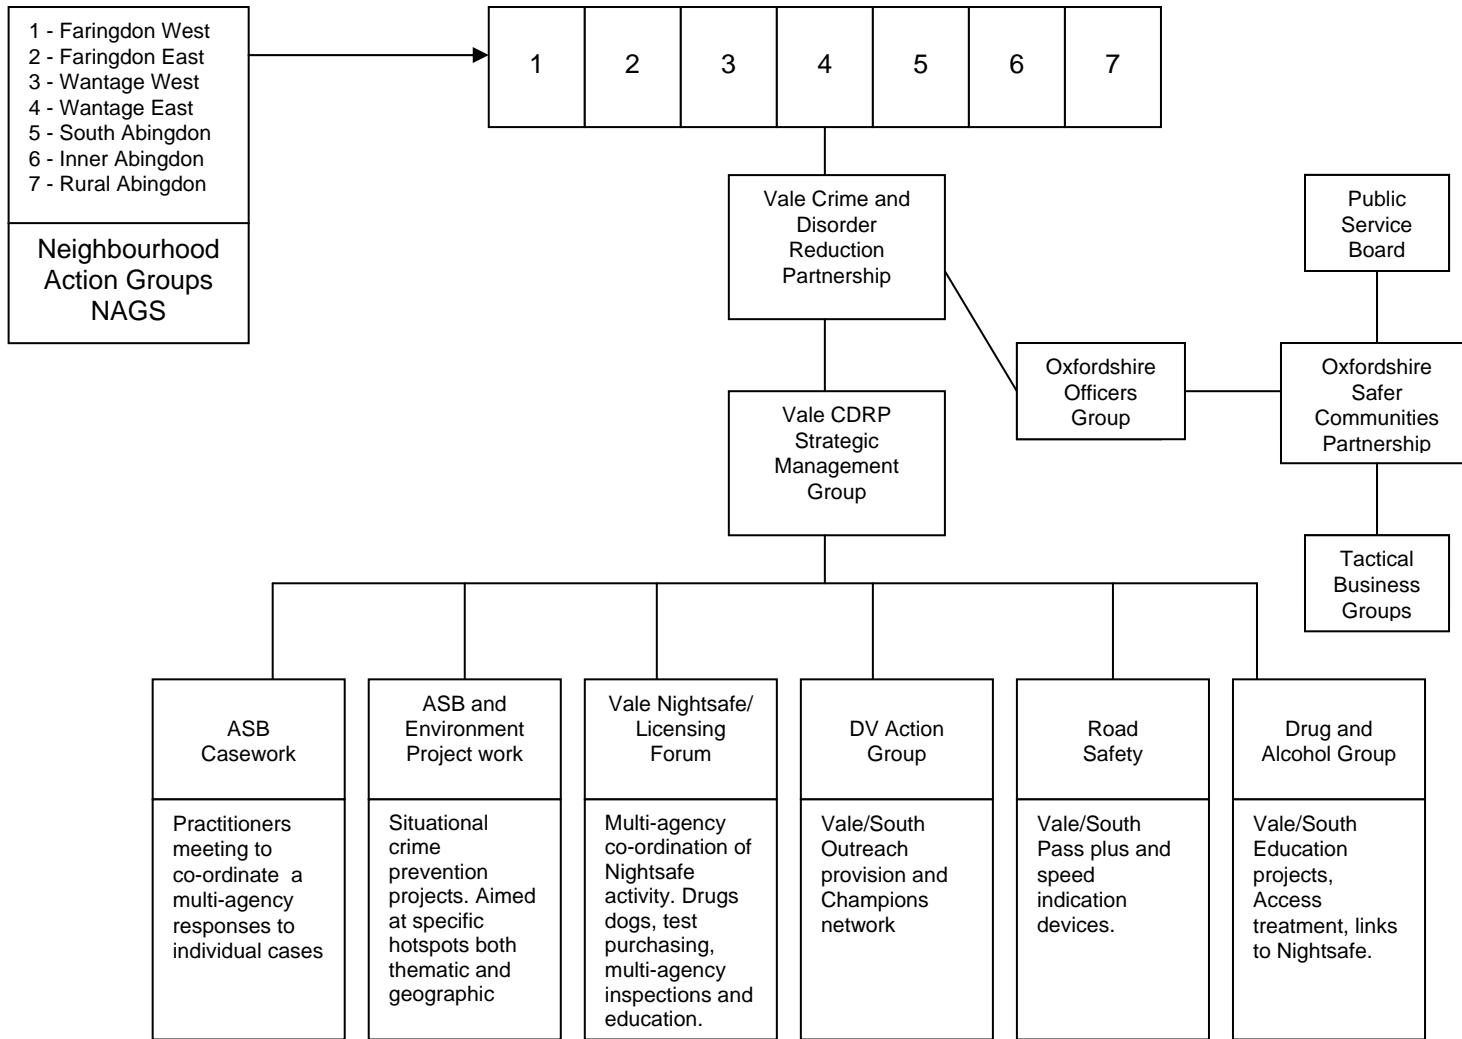 1 - Faringdon West
2 - Faringdon East
3 - Wantage West
4 - Wantage East
5 - South Abingdon
6 - Inner Abingdon
7 - Rural Abingdon
Neighbourhood
Action Groups
NAGS
1 2 3 4 5 6 7
Vale Crime and
Disorder
Reduction
Partnership
Public
Service
Board
Oxfordshire
Officers
Group
Oxfordshire
Safer
Communities
Partnership
Vale CDRP
Strategic
Management
Group
Tactical
Business
Groups
ASB
Casework
Practitioners
meeting to
co-ordinate a
multi-agency
responses to
individual cases
ASB and
Environment
Project work
Situational
crime
prevention
projects. Aimed
at specific
hotspots both
thematic and
geographic
Vale Nightsafe/
Licensing
Forum
Multi-agency
co-ordination of
Nightsafe
activity. Drugs
dogs, test
purchasing,
multi-agency
inspections and
education.
DV Action
Group
Vale/South
Outreach
provision and
Champions
network
Road
Safety
Vale/South
Pass plus and
speed
indication
devices.
Drug and
Alcohol Group
Vale/South
Education
projects,
Access
treatment, links
to Nightsafe.